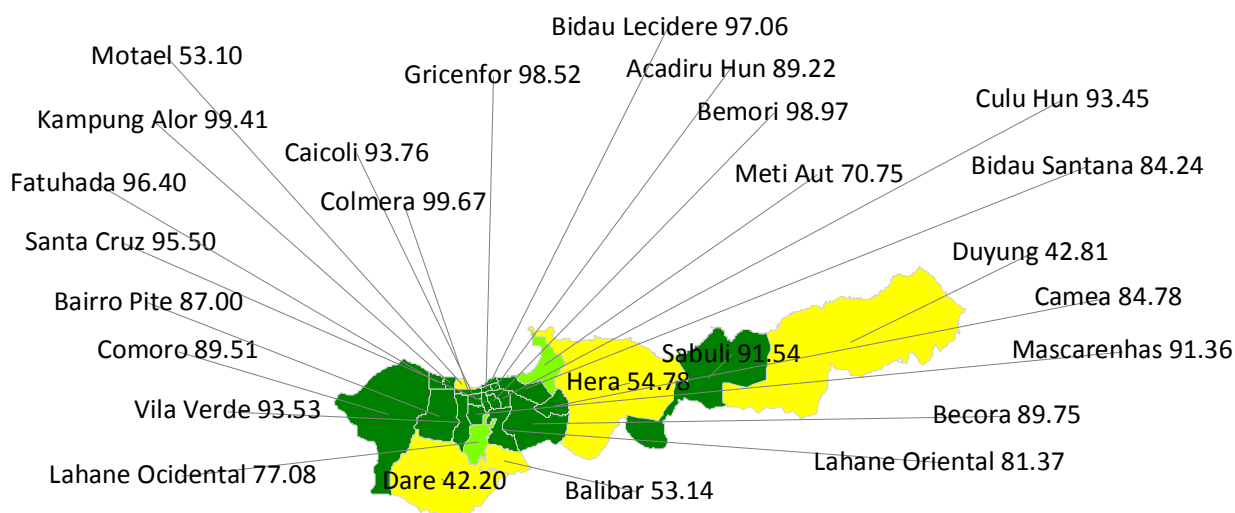 Bidau Lecidere 97.06
Motael 53.10
Gricenfor 98.52
Acadiru Hun 89.22
Bemori 98.97
Culu Hun 93.45
Kampung Alor 99.41
Caicoli 93.76
Bidau Santana 84.24
Meti Aut 70.75
Fatuhada 96.40
Colmera 99.67
Santa Cruz 95.50
Duyung 42.81
Bairro Pite 87.00
Camea 84.78
Comoro 89.51
Sabuli 91.54
Mascarenhas 91.36
Hera 54.78
Vila Verde 93.53
Becora 89.75
Lahane Ocidental 77.08
Lahane Oriental 81.37
Dare 42.20
Balibar 53.14